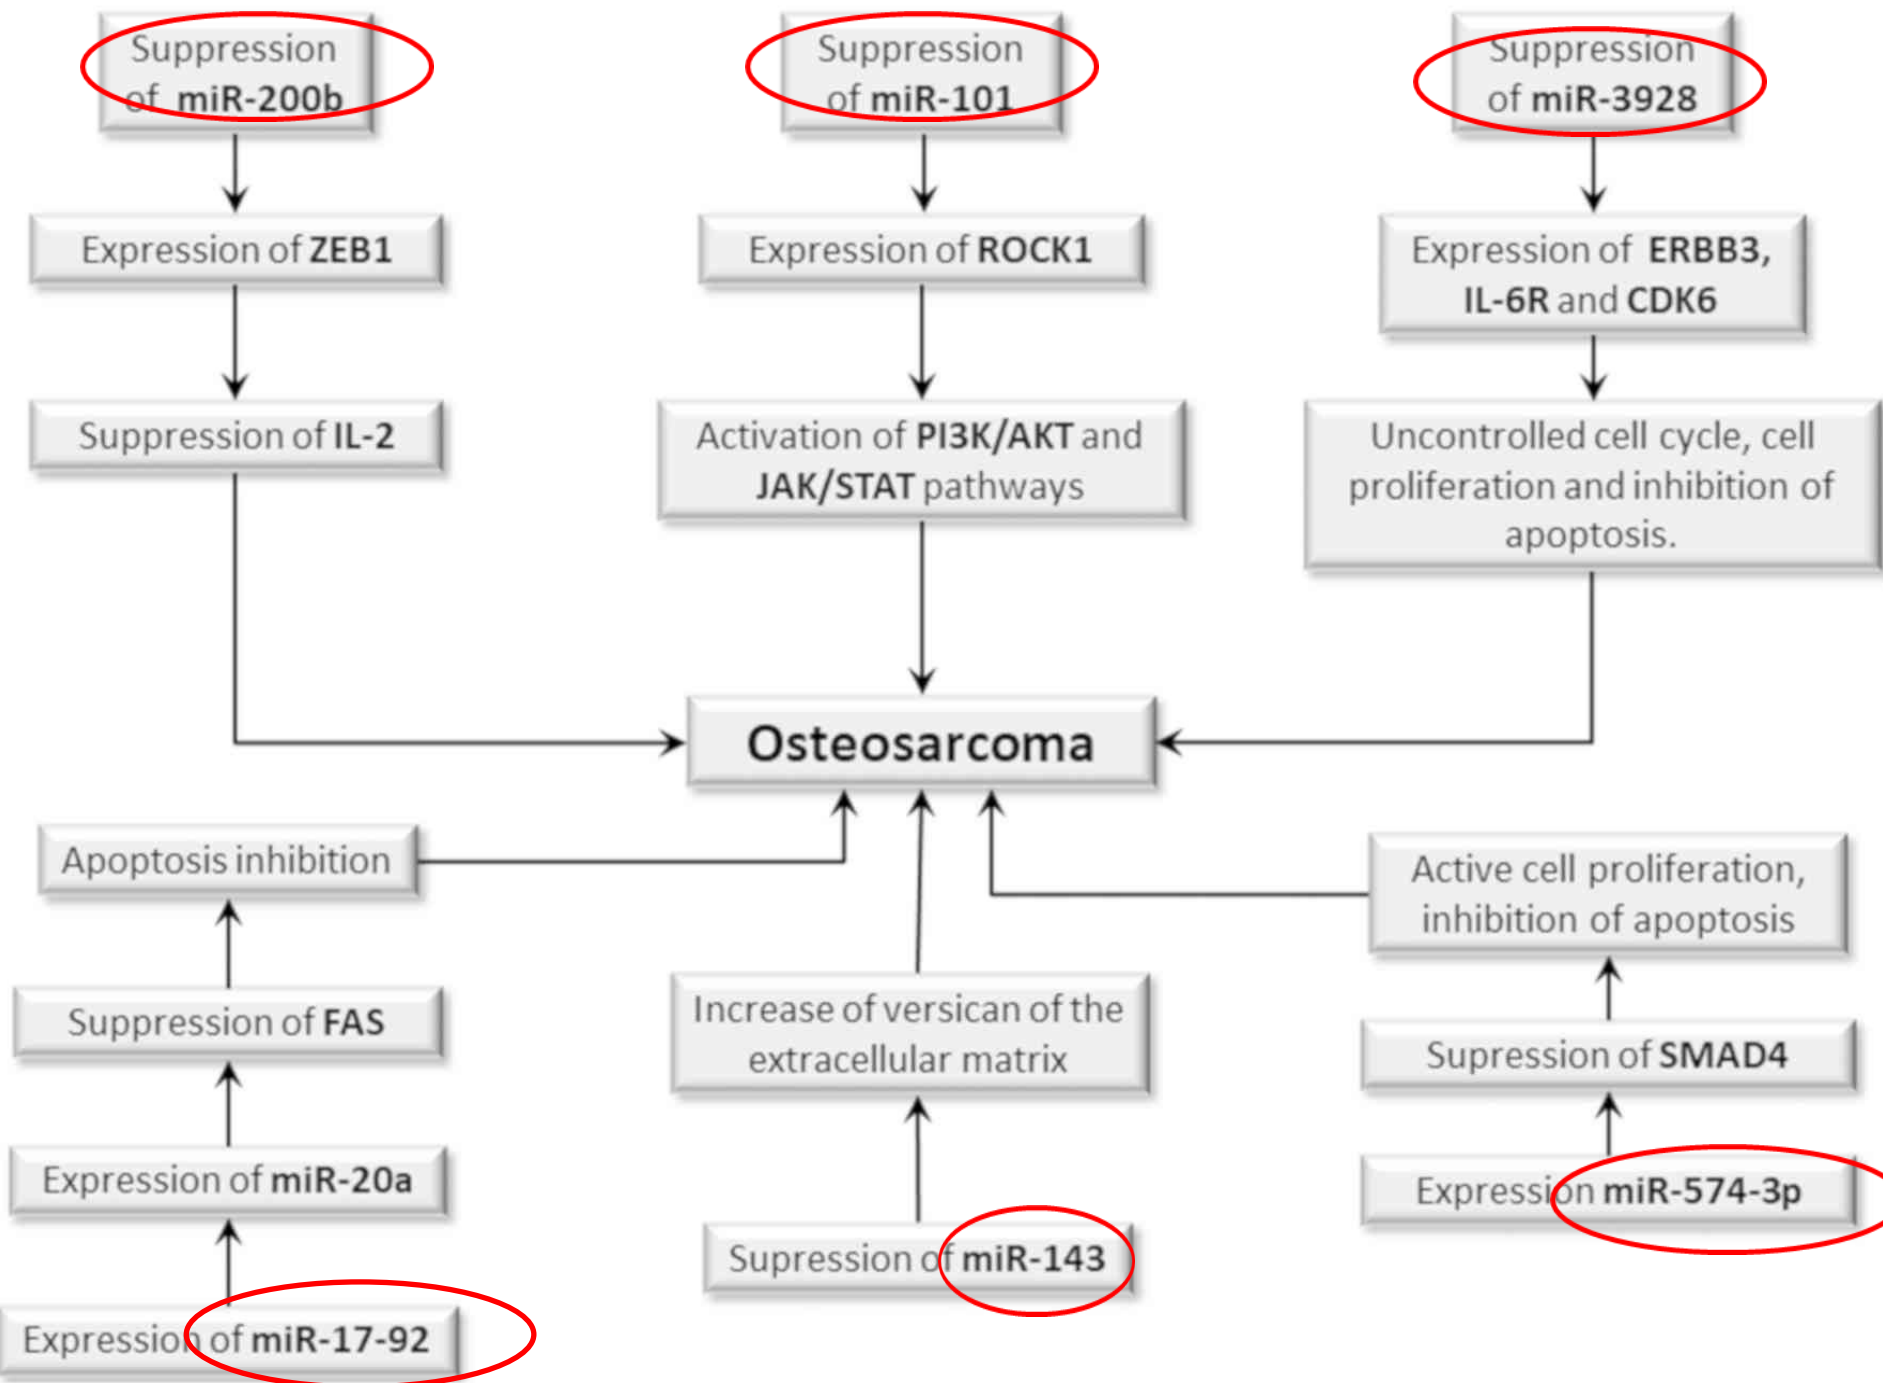 Suppression
of miR-200b
Expression of ZEB1
Suppression of IL-2
Suppression
of miR-101
Expression of ROCK1
Activation of PI3K/AKT and
JAK/STAT pathways
Suppression
of miR-3928
Expression of ERBB3,
IL-6R and CDK6
Uncontrolled cell cycle, cell
proliferation and inhibition of
apoptosis.
Osteosarcoma
Apoptosis inhibition
Suppression of FAS
Expression of miR-20a
Expression of miR-17-92
Increase of versican of the
extracellular matrix
Supression of miR-143
Active cell proliferation,
inhibition of apoptosis
Supression of SMAD4
Expression miR-574-3p